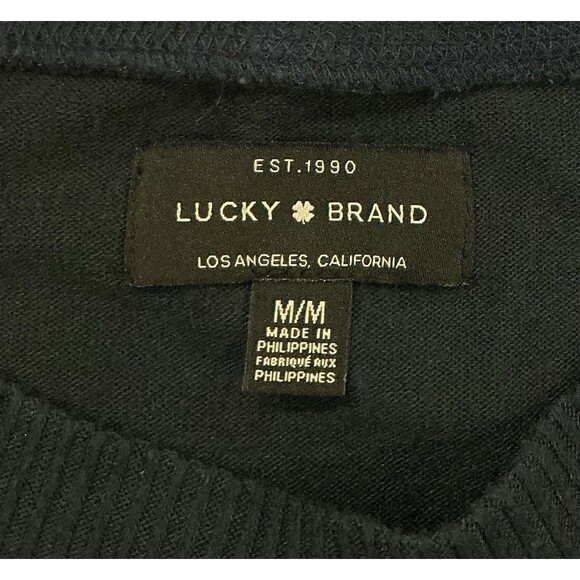 EST.1990
LUCKY BRAND
LOS ANGELES, CALIFORNIA
M/M
MADE IN
PHILIPPINES
FABRIQUÉ AUX
PHILIPPINES